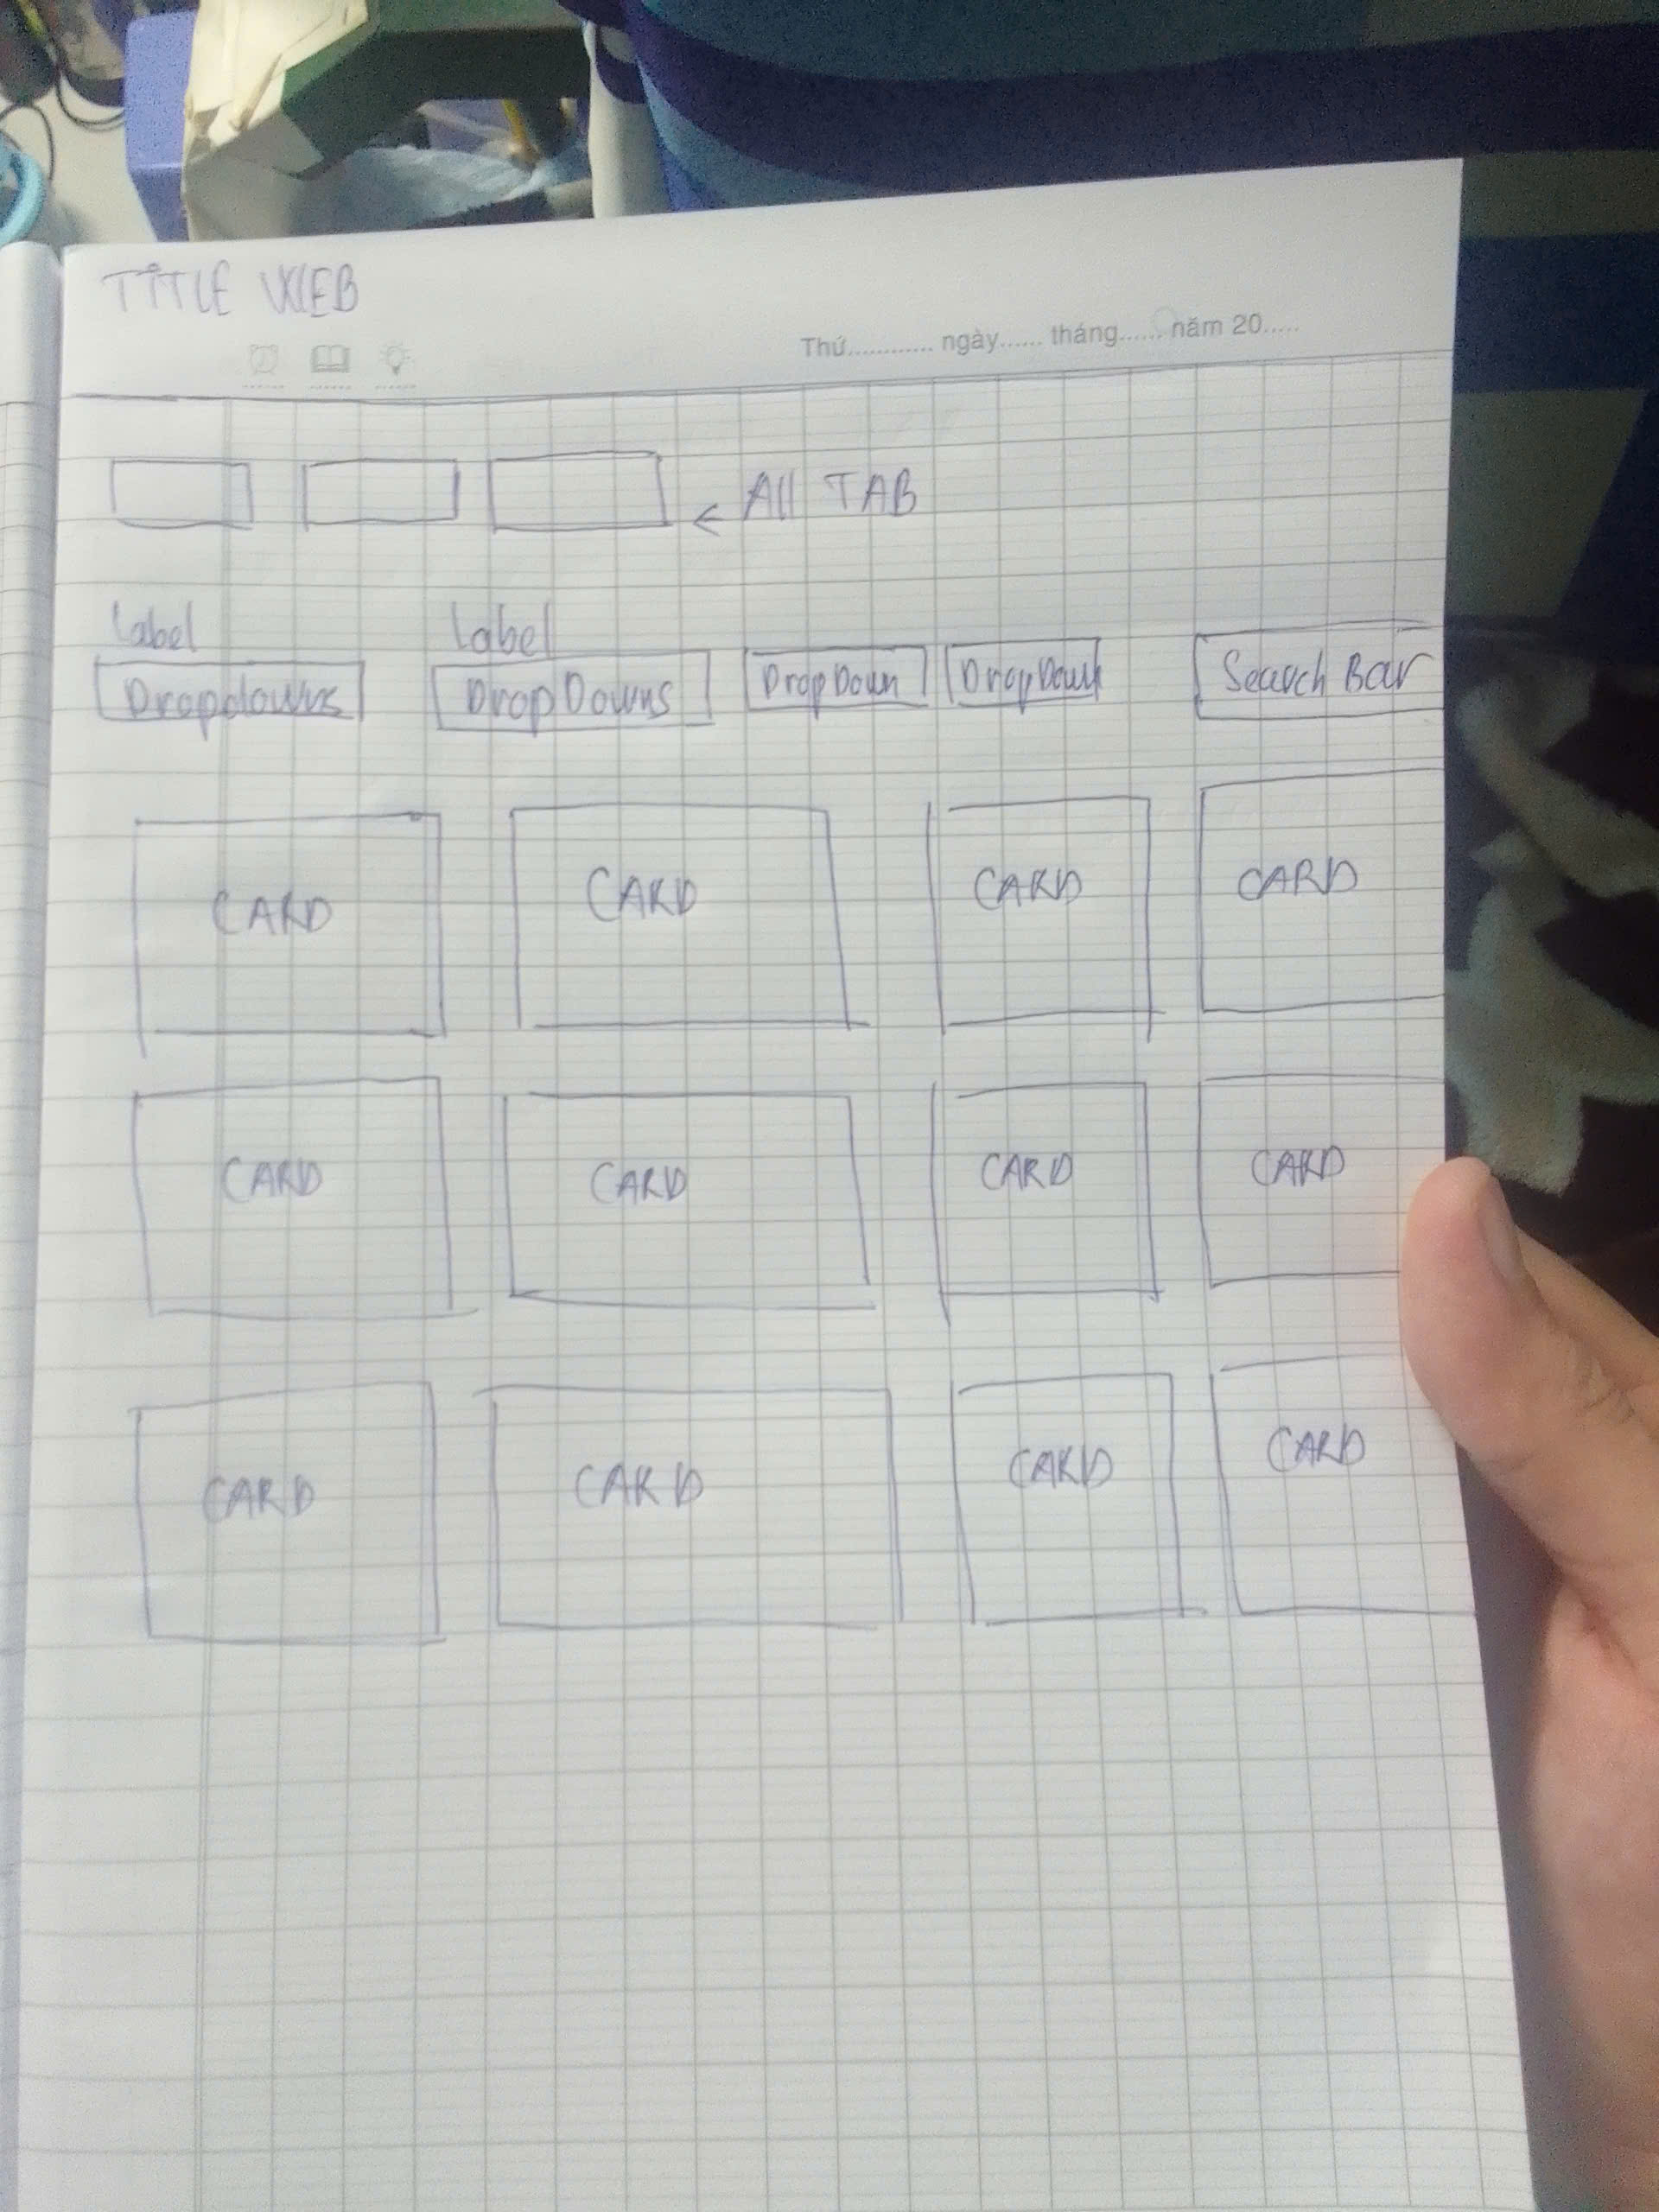 TITLE WEB
Thứ............ ngày...... tháng...... năm 20.....
← All TAB
Label Label
Dropdowns DropDowns DropDown DropDown Search Bar
CARD CARD CARD CARD
CARD CARD CARD CARD
CARD CARD CARD CARD